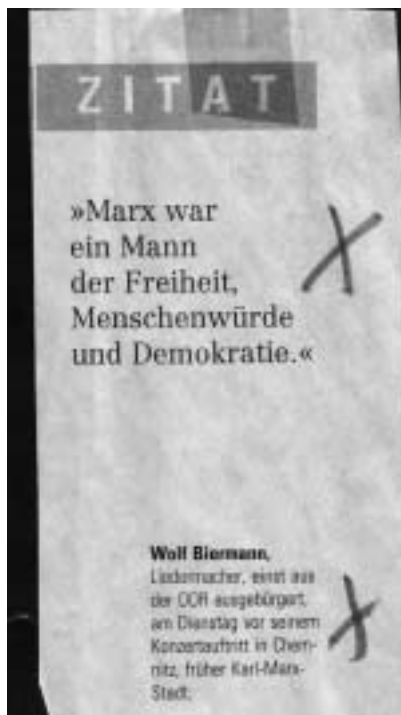 ZITAT
»Marx war
ein Mann
der Freiheit,
Menschenwürde
und Demokratie.«
Wolf Biermann,
Liedermacher, einst aus
der DDR ausgebürgert,
am Dienstag vor seinem
Konzertauftritt in Chem-
nitz, früher Karl-Marx-
Stadt.